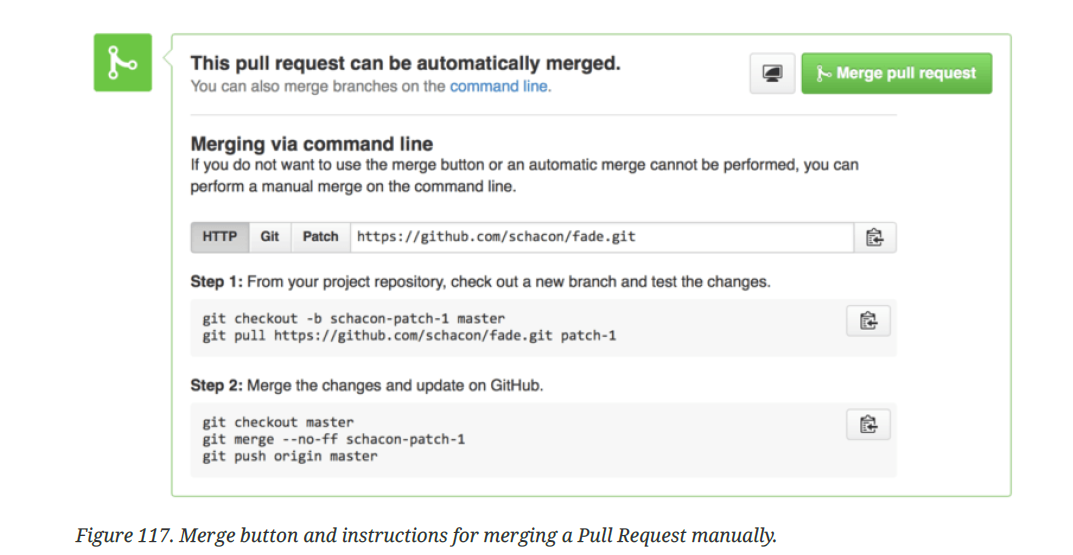 This pull request can be automatically merged.
You can also merge branches on the command line.
Merge pull request
Merging via command line
If you do not want to use the merge button or an automatic merge cannot be performed, you can
perform a manual merge on the command line.
HTTP Git Patch https://github.com/schacon/fade.git
Step 1: From your project repository, check out a new branch and test the changes.
git checkout -b schacon-patch-1 master
git pull https://github.com/schacon/fade.git patch-1
Step 2: Merge the changes and update on GitHub.
git checkout master
git merge --no-ff schacon-patch-1
git push origin master
Figure 117. Merge button and instructions for merging a Pull Request manually.